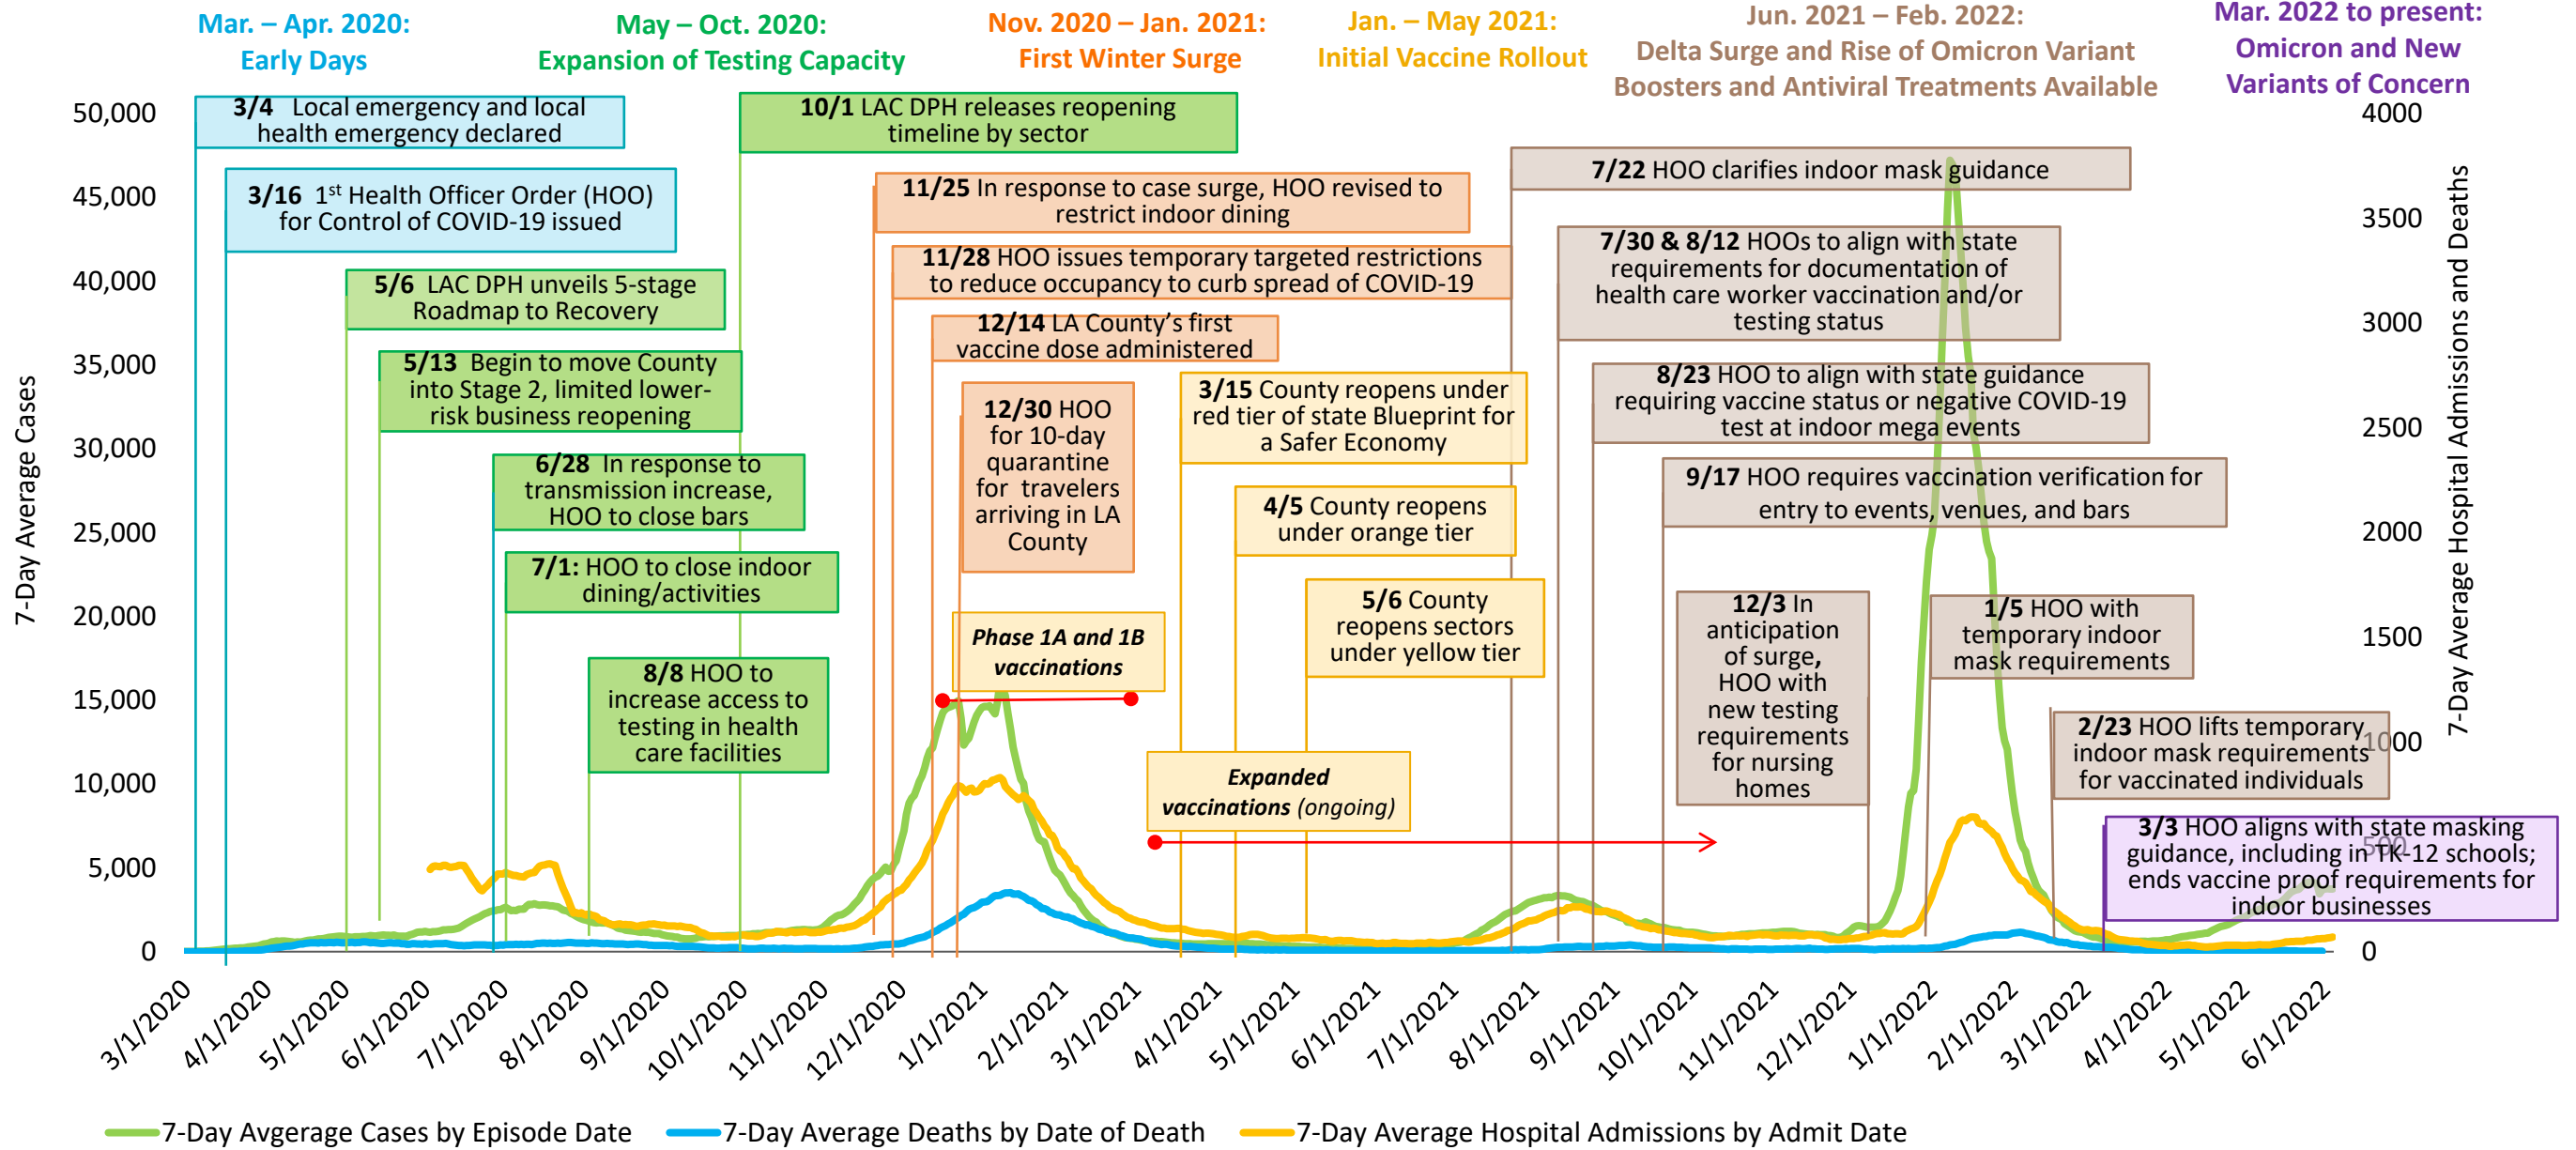 Mar. – Apr. 2020:
Early Days
May – Oct. 2020:
Expansion of Testing Capacity
Nov. 2020 – Jan. 2021:
First Winter Surge
Jan. – May 2021:
Initial Vaccine Rollout
Jun. 2021 – Feb. 2022:
Delta Surge and Rise of Omicron Variant
Boosters and Antiviral Treatments Available
Mar. 2022 to present:
Omicron and New
Variants of Concern
7-Day Average Cases
50,000
45,000
40,000
35,000
30,000
25,000
20,000
15,000
10,000
5,000
0
3/4 Local emergency and local
health emergency declared
3/16 1st Health Officer Order (HOO)
for Control of COVID-19 issued
5/6 LAC DPH unveils 5-stage
Roadmap to Recovery
5/13 Begin to move County
into Stage 2, limited lower-
risk business reopening
6/28 In response to
transmission increase,
HOO to close bars
7/1: HOO to close indoor
dining/activities
8/8 HOO to
increase access to
testing in health
care facilities
10/1 LAC DPH releases reopening
timeline by sector
11/25 In response to case surge, HOO revised to
restrict indoor dining
11/28 HOO issues temporary targeted restrictions
to reduce occupancy to curb spread of COVID-19
12/14 LA County's first
vaccine dose administered
12/30 HOO
for 10-day
quarantine
for travelers
arriving in LA
County
Phase 1A and 1B
vaccinations
3/15 County reopens under
red tier of state Blueprint for
a Safer Economy
4/5 County reopens
under orange tier
5/6 County
reopens sectors
under yellow tier
Expanded
vaccinations (ongoing)
7/22 HOO clarifies indoor mask guidance
7/30 & 8/12 HOOs to align with state
requirements for documentation of
health care worker vaccination and/or
testing status
8/23 HOO to align with state guidance
requiring vaccine status or negative COVID-19
test at indoor mega events
9/17 HOO requires vaccination verification for
entry to events, venues, and bars
12/3 In
anticipation
of surge,
HOO with
new testing
requirements
for nursing
homes
1/5 HOO with
temporary indoor
mask requirements
2/23 HOO lifts temporary
indoor mask requirements
for vaccinated individuals
3/3 HOO aligns with state masking
guidance, including in TK-12 schools;
ends vaccine proof requirements for
indoor businesses
4000
3500
3000
2500
2000
1500
1000
500
0
7-Day Average Hospital Admissions and Deaths
3/1/2020
4/1/2020
5/1/2020
6/1/2020
7/1/2020
8/1/2020
9/1/2020
10/1/2020
11/1/2020
12/1/2020
1/1/2021
2/1/2021
3/1/2021
4/1/2021
5/1/2021
6/1/2021
7/1/2021
8/1/2021
9/1/2021
10/1/2021
11/1/2021
12/1/2021
1/1/2022
2/1/2022
3/1/2022
4/1/2022
5/1/2022
6/1/2022
7-Day Avgerage Cases by Episode Date
7-Day Average Deaths by Date of Death
7-Day Average Hospital Admissions by Admit Date